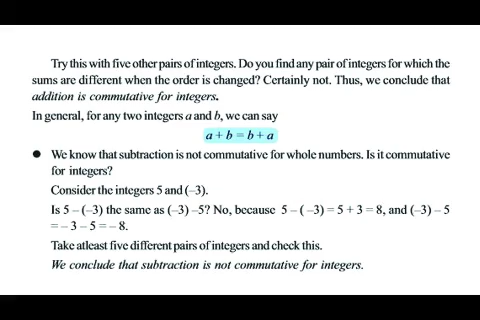 Try this with five other pairs of integers. Do you find any pair of integers for which the
sums are different when the order is changed? Certainly not. Thus, we conclude that
addition is commutative for integers.
In general, for any two integers a and b, we can say
a + b = b + a
● We know that subtraction is not commutative for whole numbers. Is it commutative
for integers?
Consider the integers 5 and (–3).
Is 5 – (–3) the same as (–3) –5? No, because 5 – ( –3) = 5 + 3 = 8, and (–3) – 5
= – 3 – 5 = – 8.
Take atleast five different pairs of integers and check this.
We conclude that subtraction is not commutative for integers.